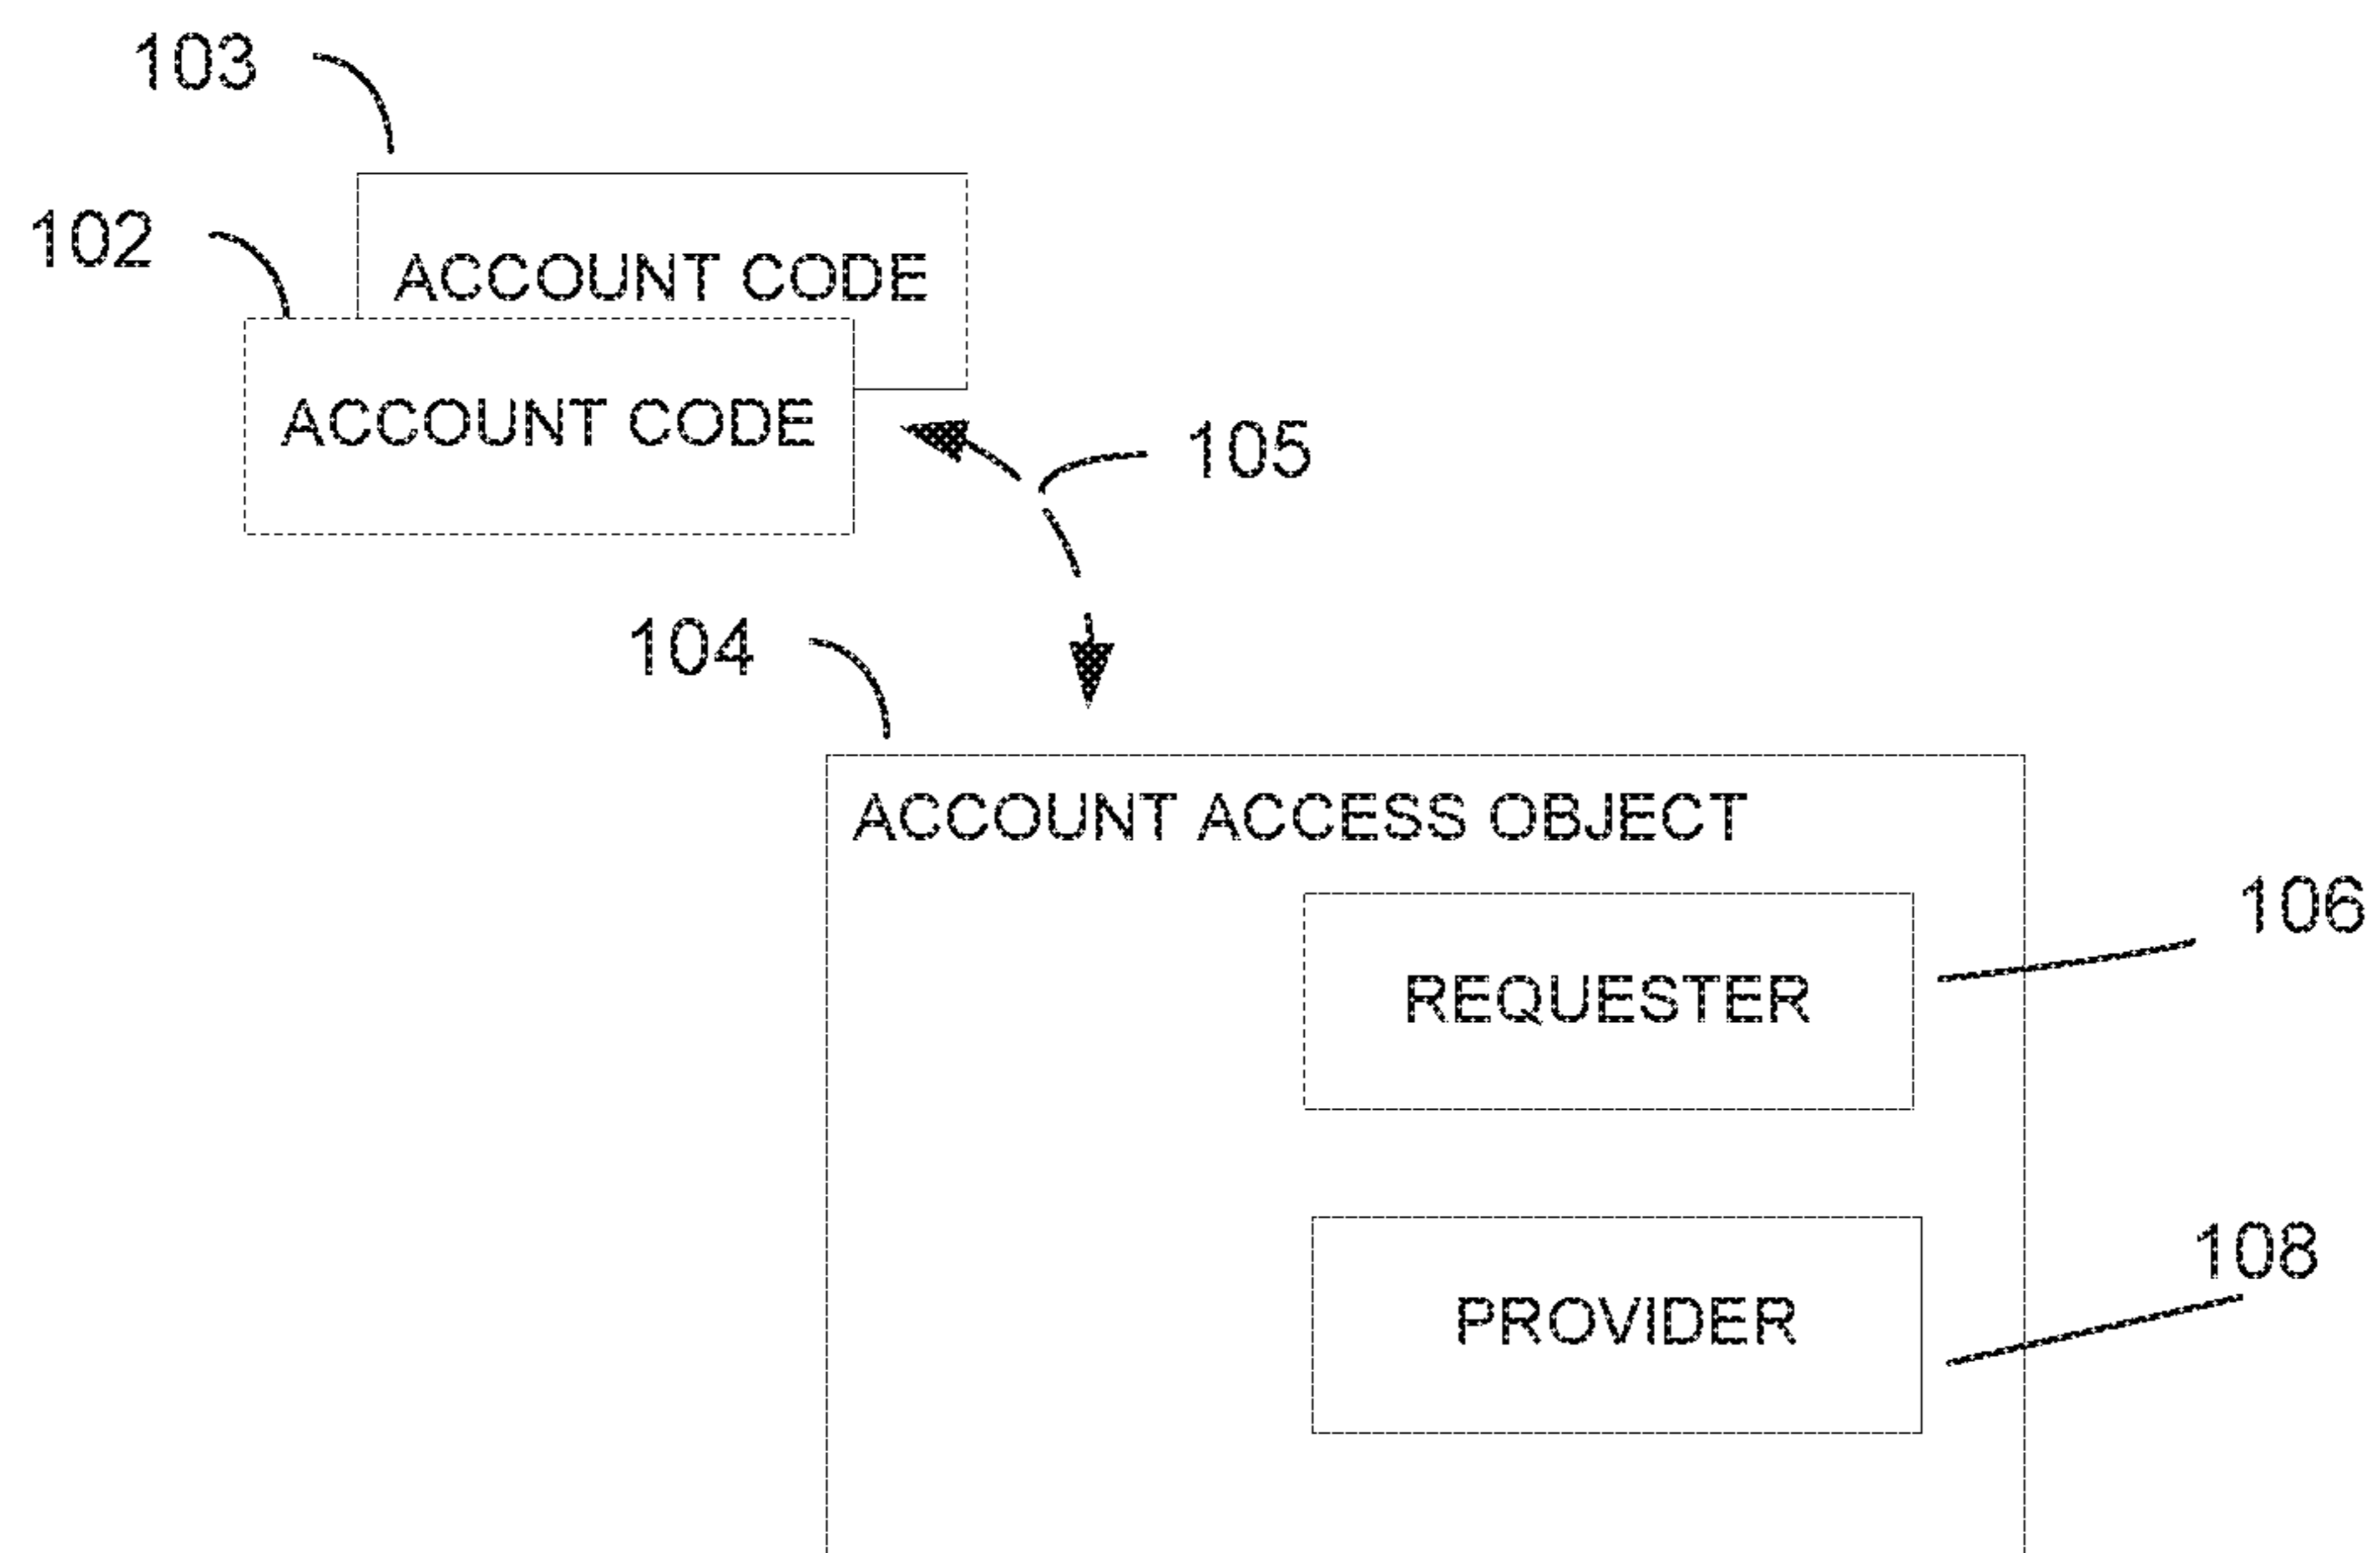 103
102
ACCOUNT CODE
ACCOUNT CODE
105
104
ACCOUNT ACCESS OBJECT
106
REQUESTER
108
PROVIDER